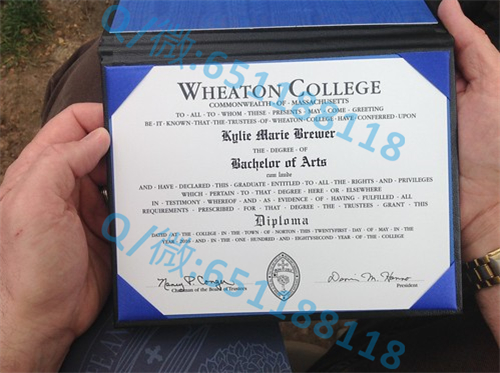 WHEATON COLLEGE
COMMONWEALTH · OF · MASSACHUSETTS
TO · ALL · TO · WHOM · THESE · PRESENTS · MAY · COME · GREETING
BE · IT · KNOWN · THAT · THE · TRUSTEES · OF · WHEATON · COLLEGE · HAVE · CONFERRED · UPON
Kylie Marie Brewer
THE · DEGREE · OF
Bachelor of Arts
cum laude
AND · HAVE · DECLARED · THIS · GRADUATE · ENTITLED · TO · ALL · THE · RIGHTS · AND · PRIVILEGES
WHICH · PERTAIN · TO · THAT · DEGREE · HERE · OR · ELSEWHERE
IN · TESTIMONY · WHEREOF · AND · AS · EVIDENCE · OF · HAVING · FULFILLED · ALL
REQUIREMENTS · PRESCRIBED · FOR · THAT · DEGREE · THE · TRUSTEES · GRANT · THIS
Diploma
DATED · AT · THE · COLLEGE · IN · THE · TOWN · OF · NORTON · THIS · TWENTYFIRST · DAY · OF · MAY · IN · THE
YEAR · AND · IN · THE · ONE · HUNDRED · AND · EIGHTYSECOND · YEAR · OF · THE · COLLEGE
Chairman of the Board of Trustees
President
Q/微:651188118
Q/微:651188118